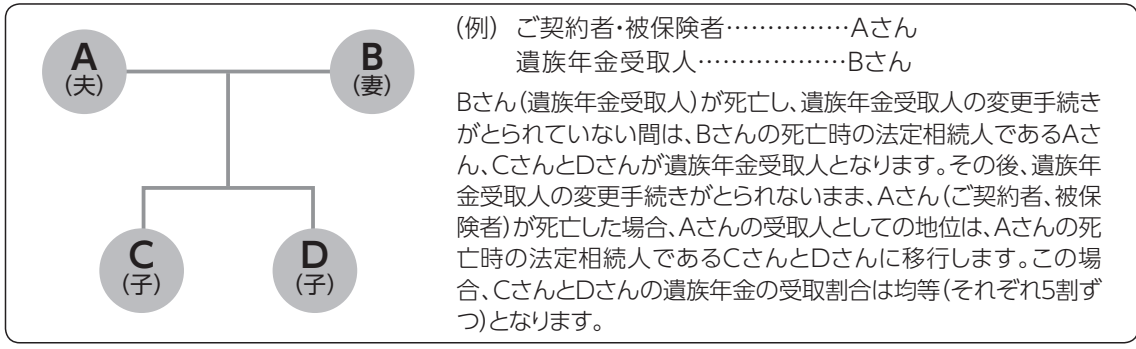 A
(夫)
B
(妻)
C
(子)
D
(子)
(例) ご契約者・被保険者……………Aさん
遺族年金受取人………………Bさん
Bさん(遺族年金受取人)が死亡し、遺族年金受取人の変更手続き
がとられていない間は、Bさんの死亡時の法定相続人であるAさ
ん、CさんとDさんが遺族年金受取人となります。その後、遺族年
金受取人の変更手続きがとられないまま、Aさん(ご契約者、被保
険者)が死亡した場合、Aさんの受取人としての地位は、Aさんの死
亡時の法定相続人であるCさんとDさんに移行します。この場
合、CさんとDさんの遺族年金の受取割合は均等(それぞれ5割ず
つ)となります。